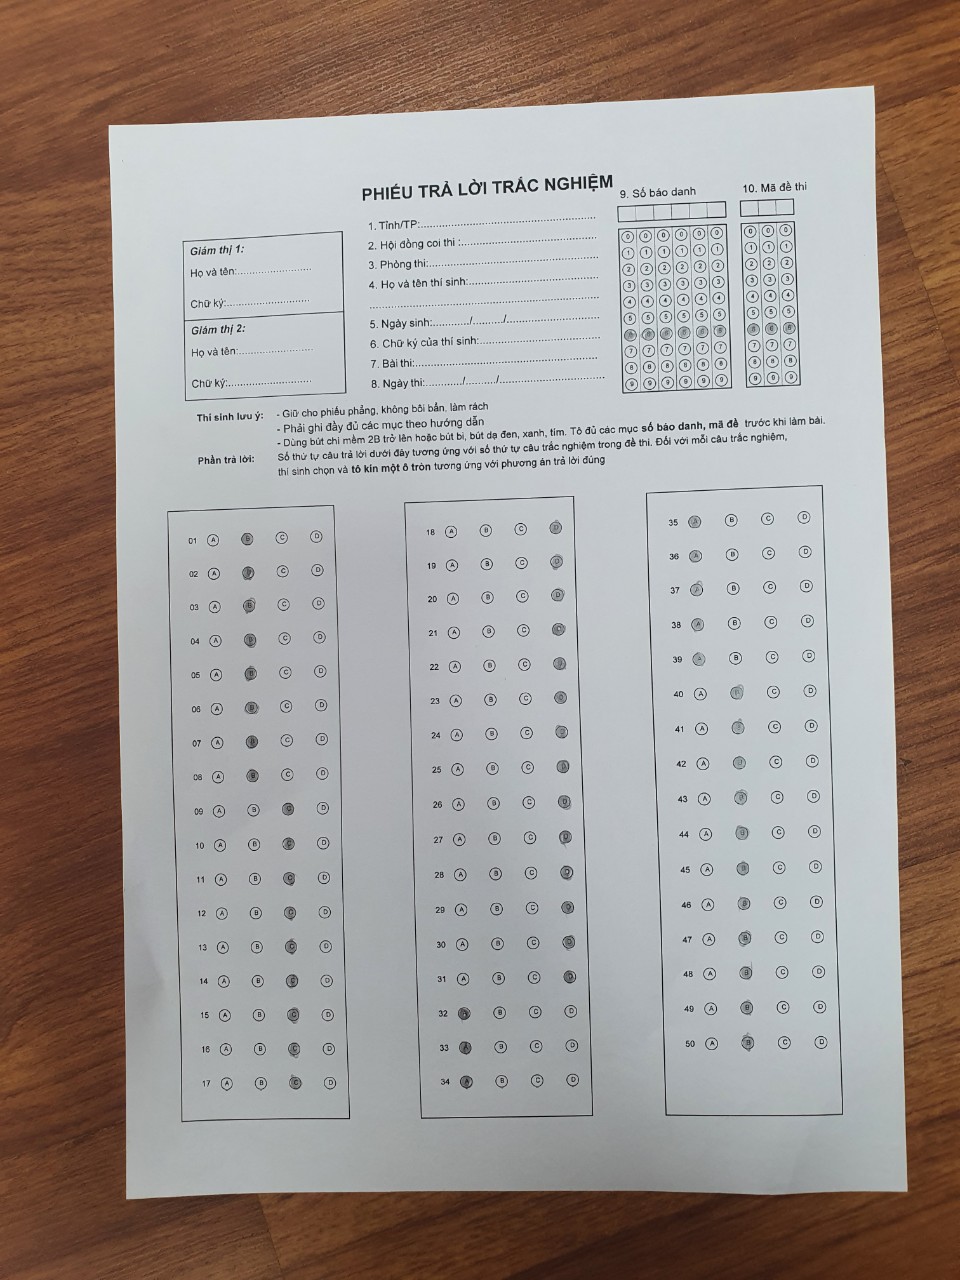 PHIẾU TRẢ LỜI TRẮC NGHIỆM
9. Số báo danh
10. Mã đề thi
Giám thị 1:
Họ và tên:..........................
Chữ ký:.............................
Giám thị 2:
Họ và tên:..........................
Chữ ký:.............................
1. Tỉnh/TP:............................................................
2. Hội đồng coi thi :..............................................
3. Phòng thi:..........................................................
4. Họ và tên thí sinh:.............................................
..............................................................................
5. Ngày sinh:............./.........../...............................
6. Chữ ký của thí sinh:..........................................
7. Bài thi:...............................................................
8. Ngày thi:............./.........../....................................
0 0 0 0 0 0 0 0 0
1 1 1 1 1 1 1 1 1
2 2 2 2 2 2 2 2 2
3 3 3 3 3 3 3 3 3
4 4 4 4 4 4 4 4 4
5 5 5 5 5 5 5 5 5
6 6 6 6 6 6 6 6 6
7 7 7 7 7 7 7 7 7
8 8 8 8 8 8 8 8 8
9 9 9 9 9 9 9 9 9
Thí sinh lưu ý: - Giữ cho phiếu phẳng, không bôi bẩn, làm rách
- Phải ghi đầy đủ các mục theo hướng dẫn
- Dùng bút chì mềm 2B trở lên hoặc bút bi, bút dạ đen, xanh, tím. Tô đủ các mục số báo danh, mã đề trước khi làm bài.
Phần trả lời: Số thứ tự câu trả lời dưới đây tương ứng với số thứ tự câu trắc nghiệm trong đề thi. Đối với mỗi câu trắc nghiệm,
thí sinh chọn và tô kín một ô tròn tương ứng với phương án trả lời đúng
01 A B C D
02 A B C D
03 A B C D
04 A B C D
05 A B C D
06 A B C D
07 A B C D
08 A B C D
09 A B C D
10 A B C D
11 A B C D
12 A B C D
13 A B C D
14 A B C D
15 A B C D
16 A B C D
17 A B C D
18 A B C D
19 A B C D
20 A B C D
21 A B C D
22 A B C D
23 A B C D
24 A B C D
25 A B C D
26 A B C D
27 A B C D
28 A B C D
29 A B C D
30 A B C D
31 A B C D
32 A B C D
33 A B C D
34 A B C D
35 A B C D
36 A B C D
37 A B C D
38 A B C D
39 A B C D
40 A B C D
41 A B C D
42 A B C D
43 A B C D
44 A B C D
45 A B C D
46 A B C D
47 A B C D
48 A B C D
49 A B C D
50 A B C D